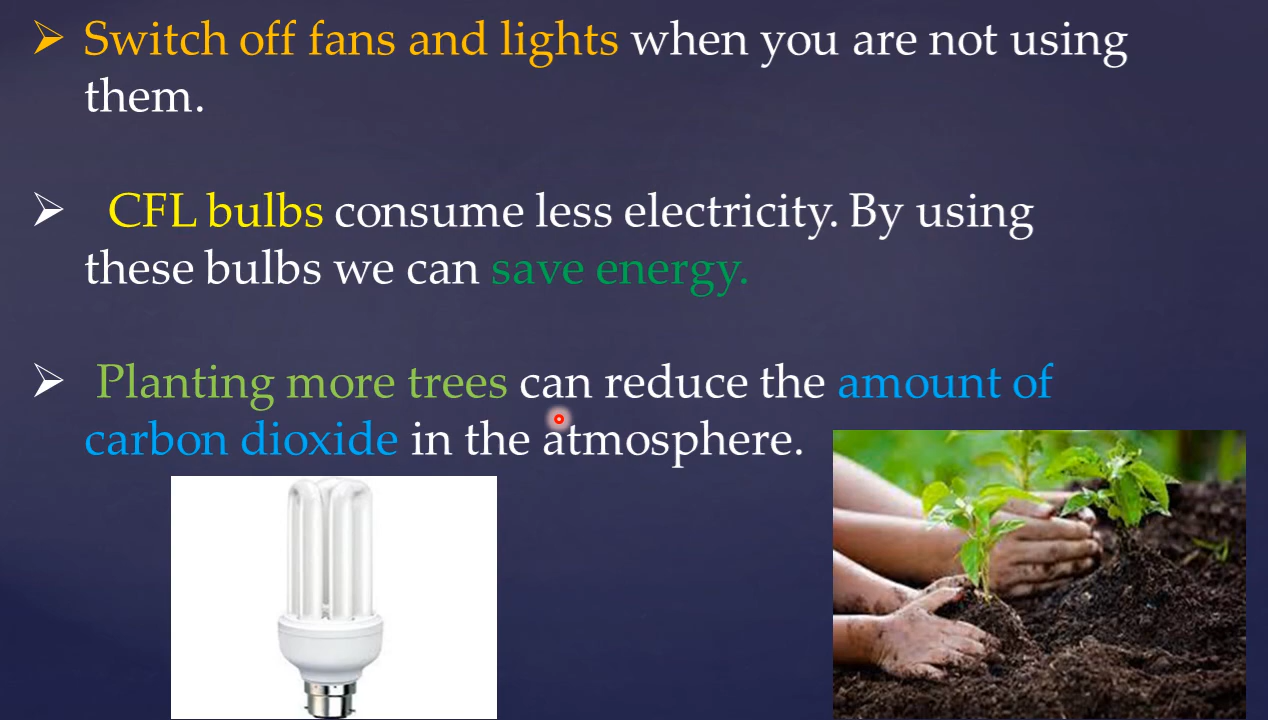 ➢ Switch off fans and lights when you are not using
them.
➢ CFL bulbs consume less electricity. By using
these bulbs we can save energy.
➢ Planting more trees can reduce the amount of
carbon dioxide in the atmosphere.